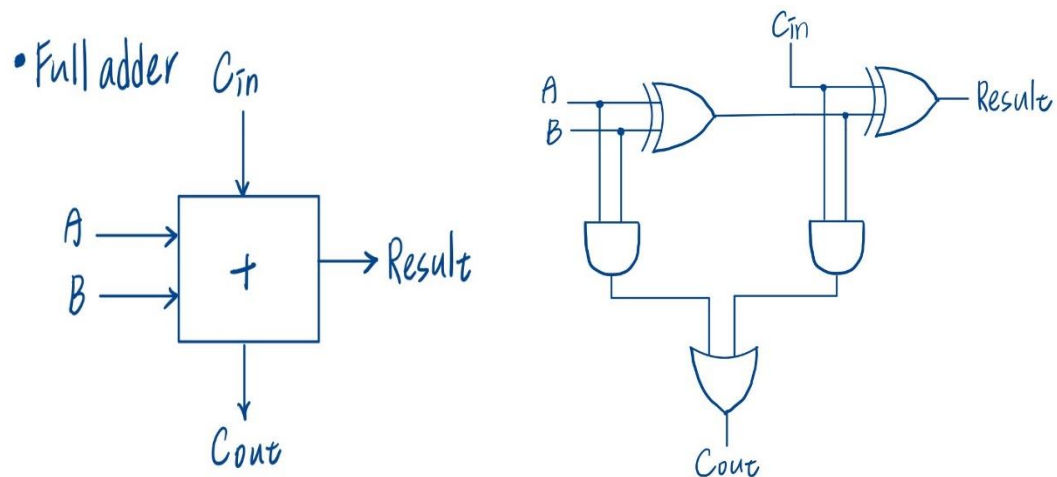 • Full adder
Cin
A
B
+
Result
Cout
Cin
A
B
Result
Cout